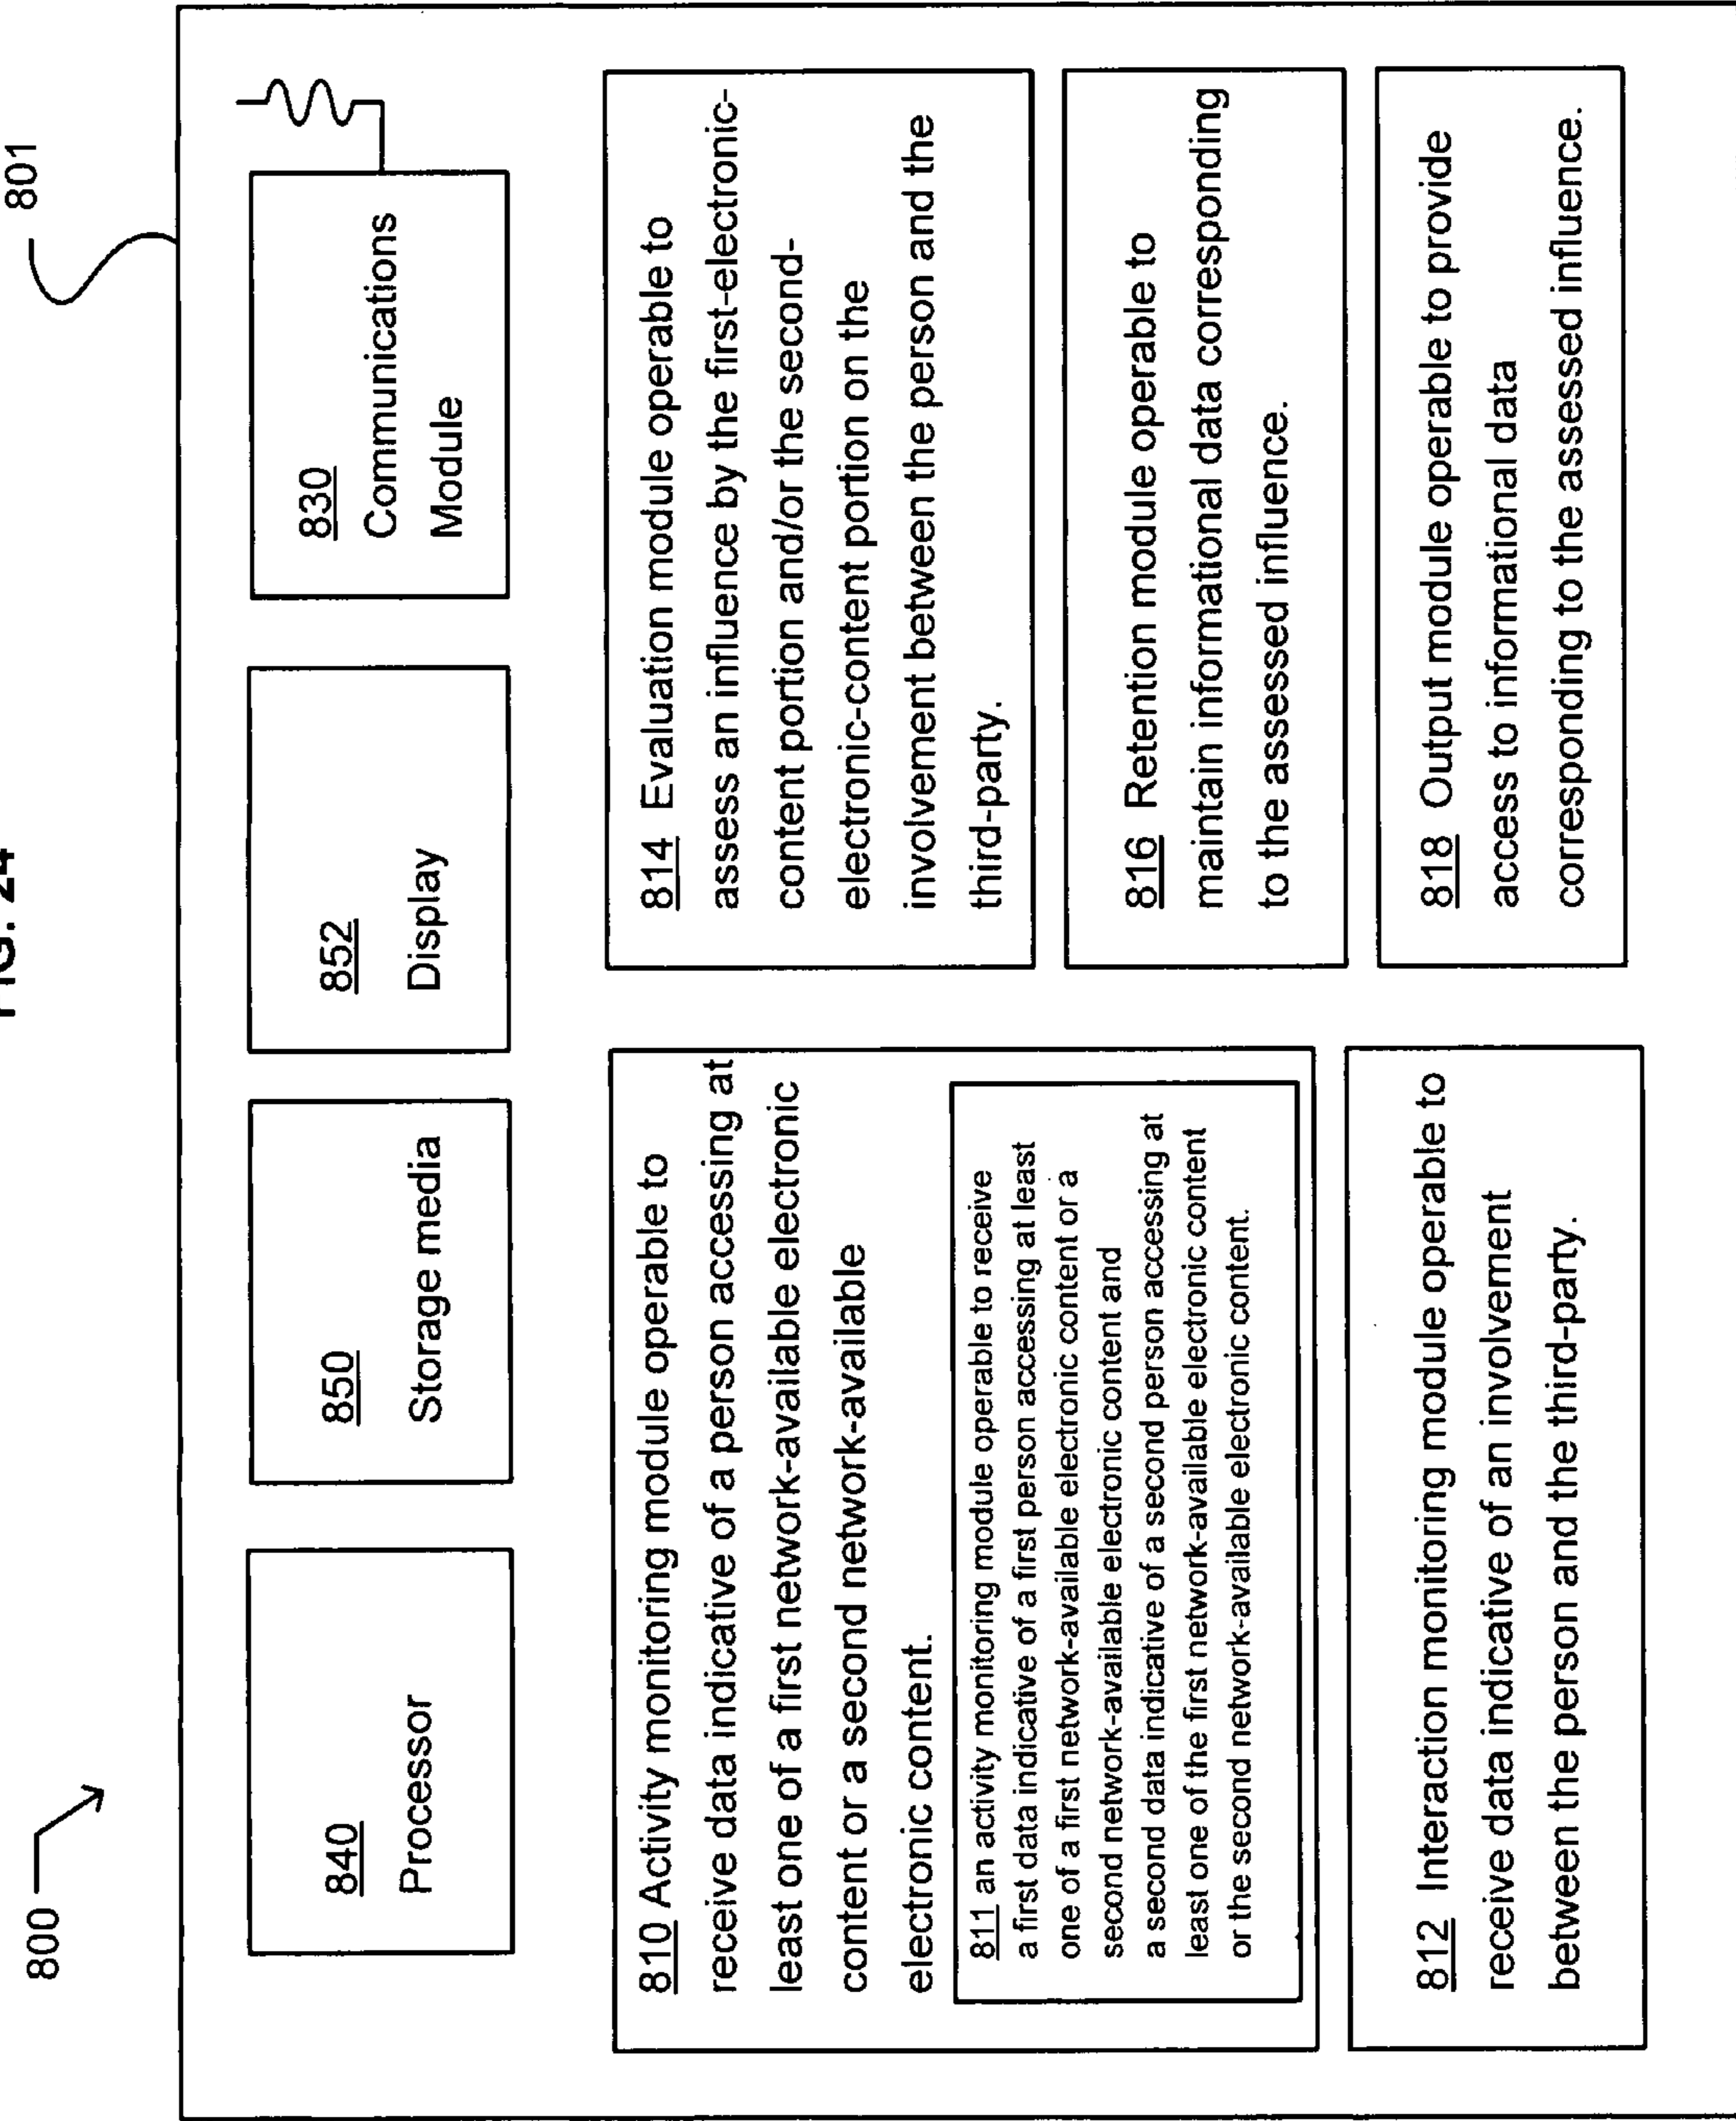 FIG. 24
800
801
840
Processor
850
Storage media
852
Display
830
Communications
Module
810 Activity monitoring module operable to
receive data indicative of a person accessing at
least one of a first network-available electronic
content or a second network-available
electronic content.
811 an activity monitoring module operable to receive
a first data indicative of a first person accessing at least
one of a first network-available electronic content or a
second network-available electronic content and
a second data indicative of a second person accessing at
least one of the first network-available electronic content
or the second network-available electronic content.
812 Interaction monitoring module operable to
receive data indicative of an involvement
between the person and the third-party.
814 Evaluation module operable to
assess an influence by the first-electronic-
content portion and/or the second-
electronic-content portion on the
involvement between the person and the
third-party.
816 Retention module operable to
maintain informational data corresponding
to the assessed influence.
818 Output module operable to provide
access to informational data
corresponding to the assessed influence.